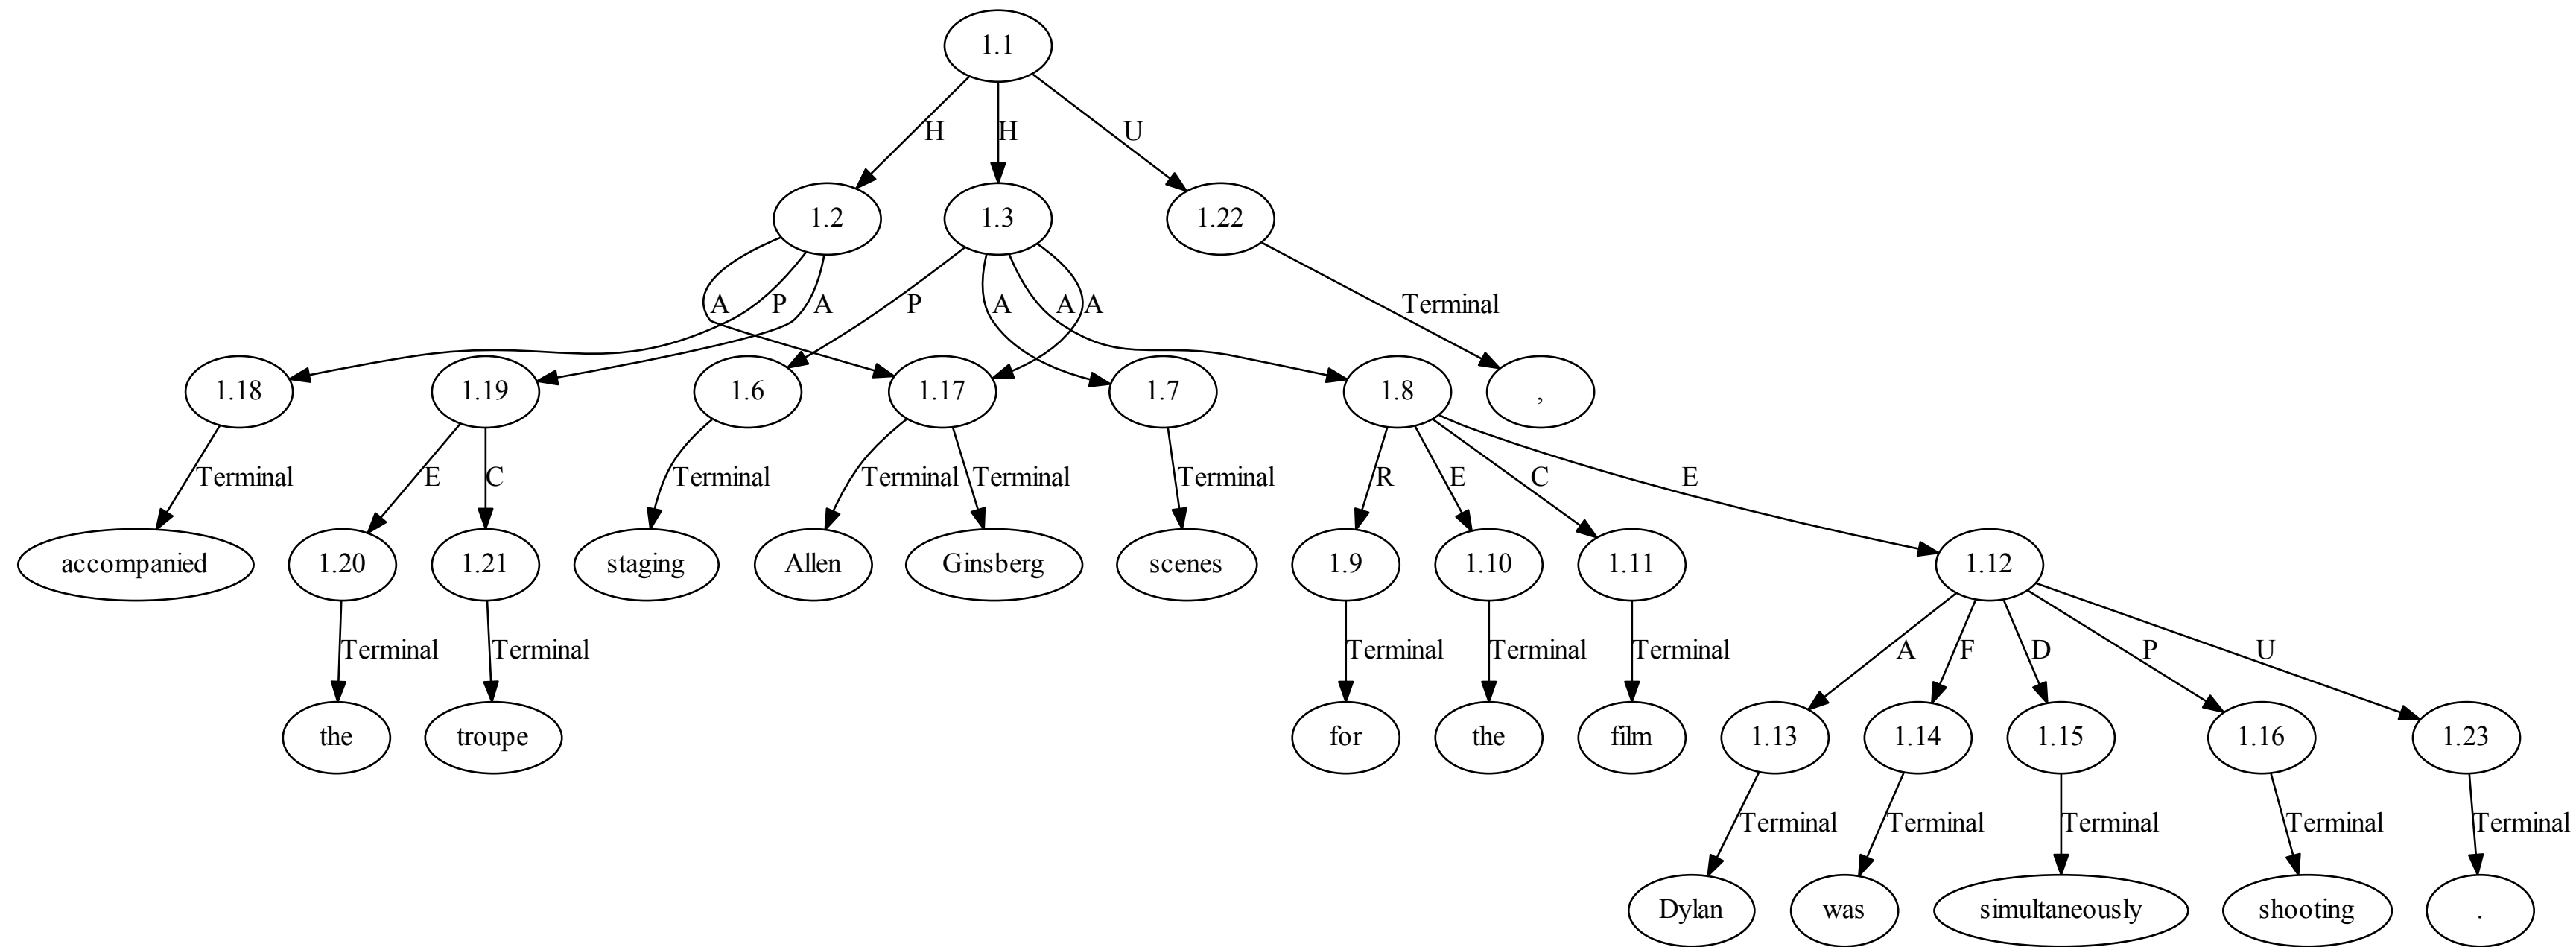 1.1
H H U
1.2 1.3 1.22
A P A P A A A Terminal
1.18 1.19 1.6 1.17 1.7 1.8 ,
Terminal E C Terminal Terminal Terminal Terminal R E C E
accompanied 1.20 1.21 staging Allen Ginsberg scenes 1.9 1.10 1.11 1.12
Terminal Terminal Terminal Terminal Terminal A F D P U
the troupe for the film 1.13 1.14 1.15 1.16 1.23
Terminal Terminal Terminal Terminal Terminal
Dylan was simultaneously shooting .